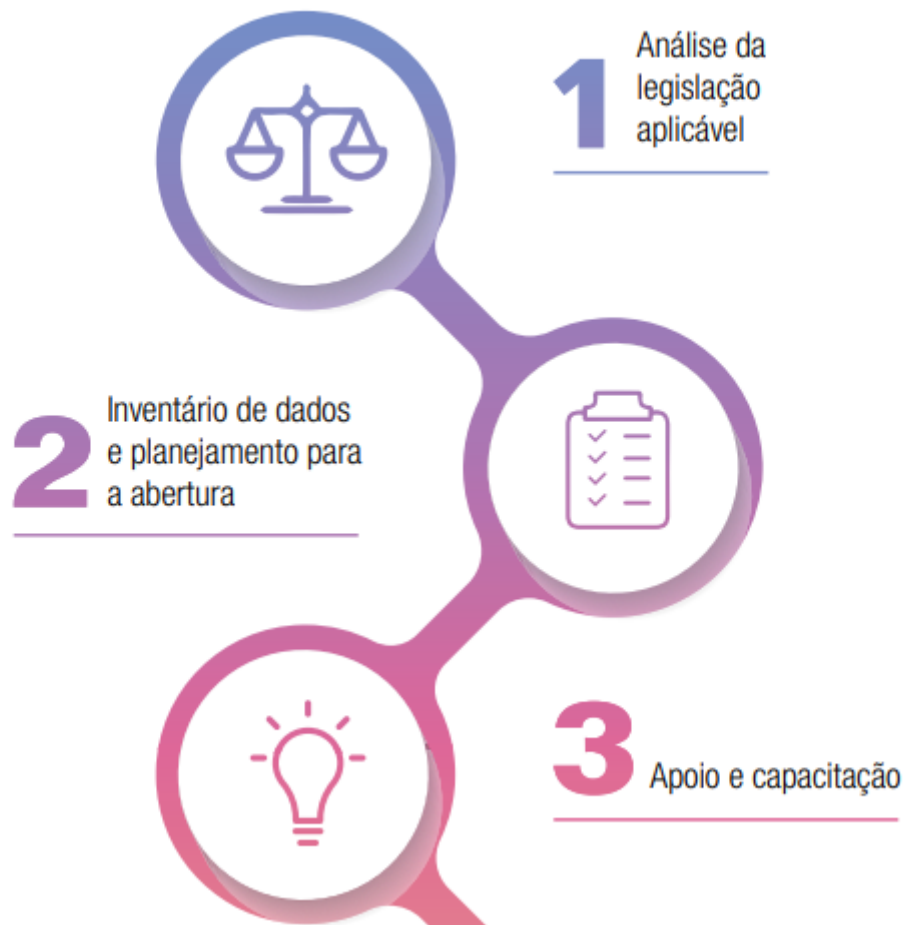 1
Análise da
legislação
aplicável
2
Inventário de dados
e planejamento para
a abertura
3
Apoio e capacitação